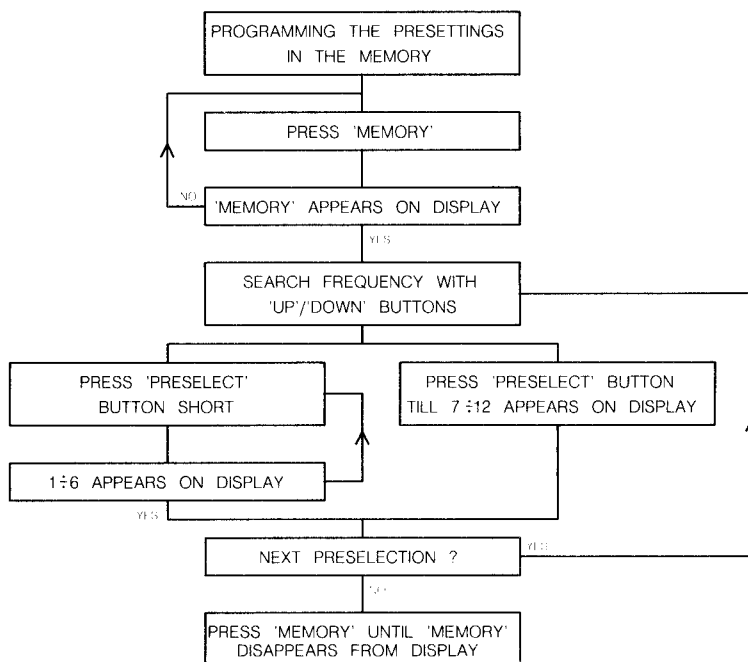 PROGRAMMING THE PRESETTINGS
IN THE MEMORY
PRESS 'MEMORY'
NO
'MEMORY' APPEARS ON DISPLAY
YES
SEARCH FREQUENCY WITH
'UP'/'DOWN' BUTTONS
PRESS 'PRESELECT'
BUTTON SHORT
PRESS 'PRESELECT' BUTTON
TILL 7÷12 APPEARS ON DISPLAY
1÷6 APPEARS ON DISPLAY
YES
NEXT PRESELECTION ?
YES
NO
PRESS 'MEMORY' UNTIL 'MEMORY'
DISAPPEARS FROM DISPLAY